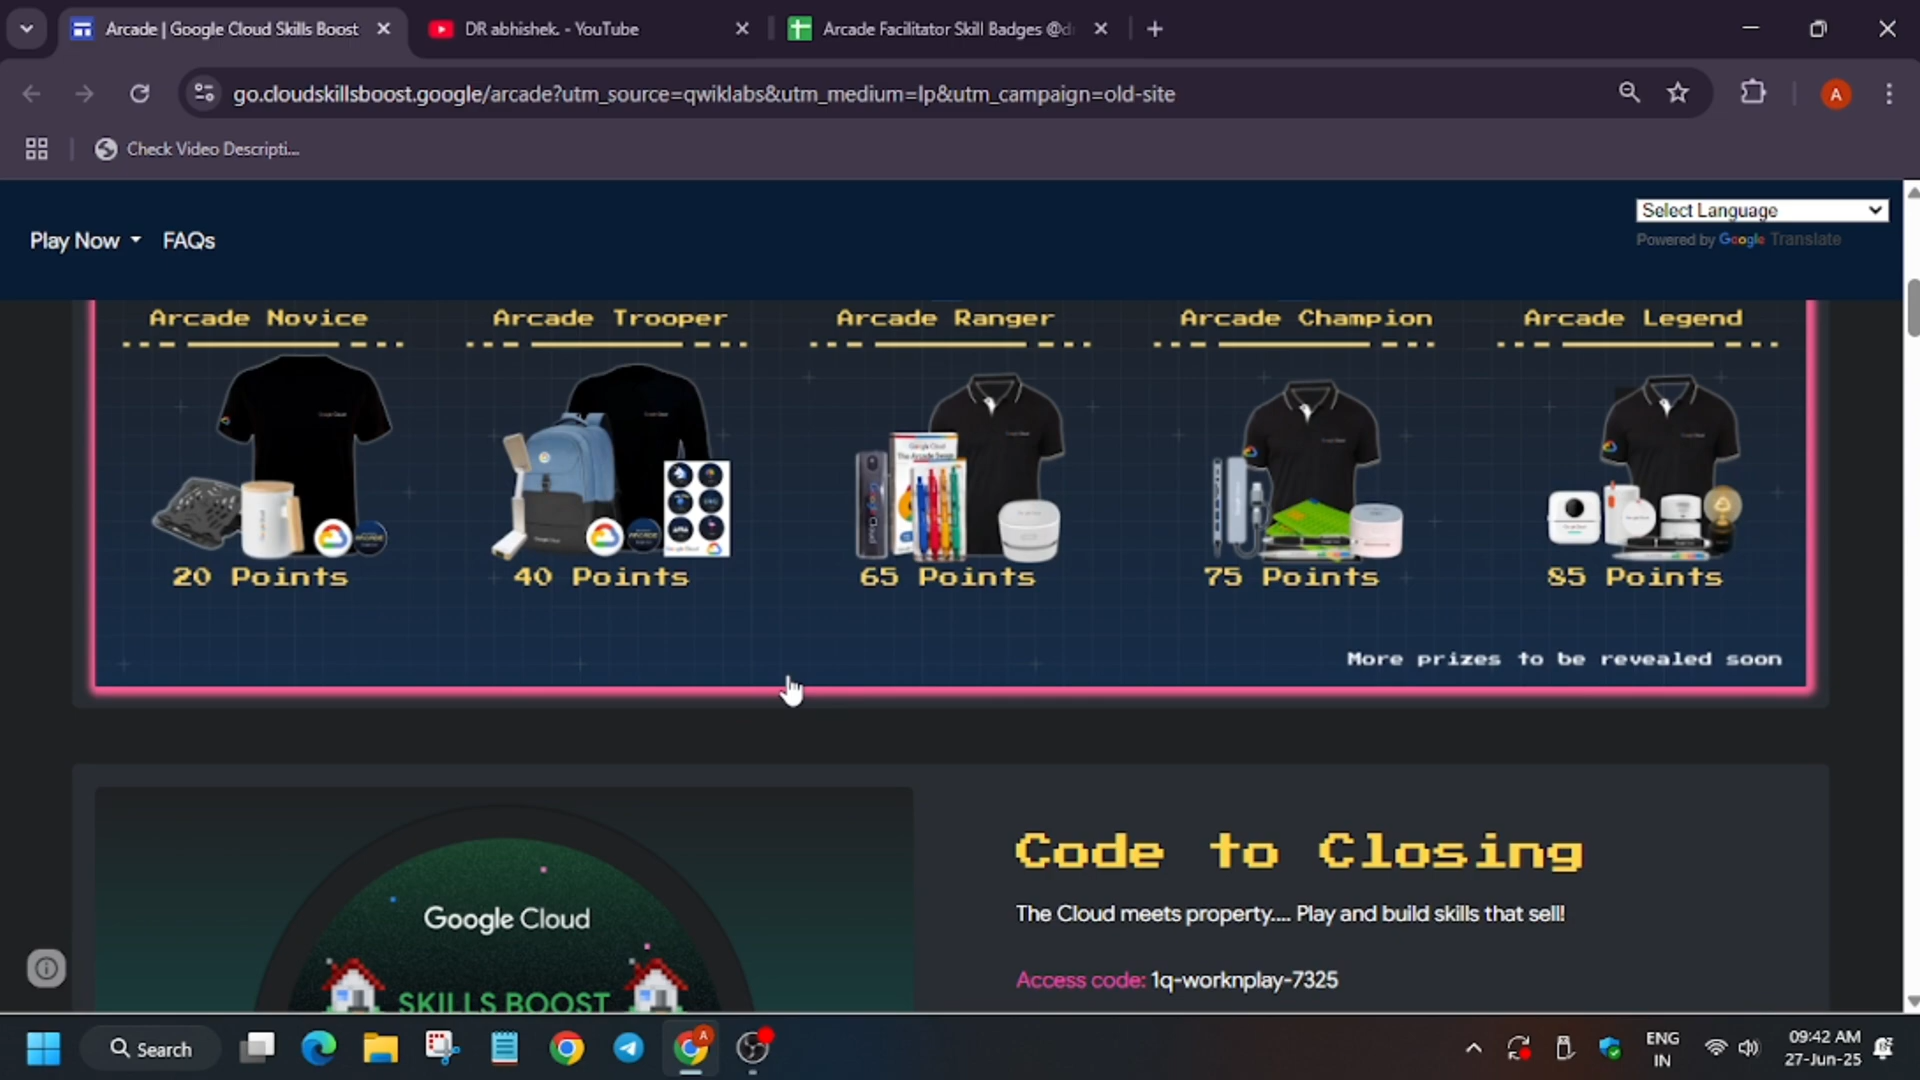 Arcade | Google Cloud Skills Boost
DR abhishek. - YouTube
Arcade Facilitator Skill Badges @d
go.cloudskillsboost.google/arcade?utm_source=qwiklabs&utm_medium=lp&utm_campaign=old-site
A
Check Video Descripti...
Play Now
FAQs
Select Language
Powered by Google Translate
Arcade Novice
Arcade Trooper
Arcade Ranger
Arcade Champion
Arcade Legend
20 Points
40 Points
65 Points
75 Points
85 Points
More prizes to be revealed soon
Google Cloud
SKILLS BOOST
Code to Closing
The Cloud meets property.... Play and build skills that sell!
Access code: 1q-worknplay-7325
Search
A
ENG
IN
09:42 AM
27-Jun-25